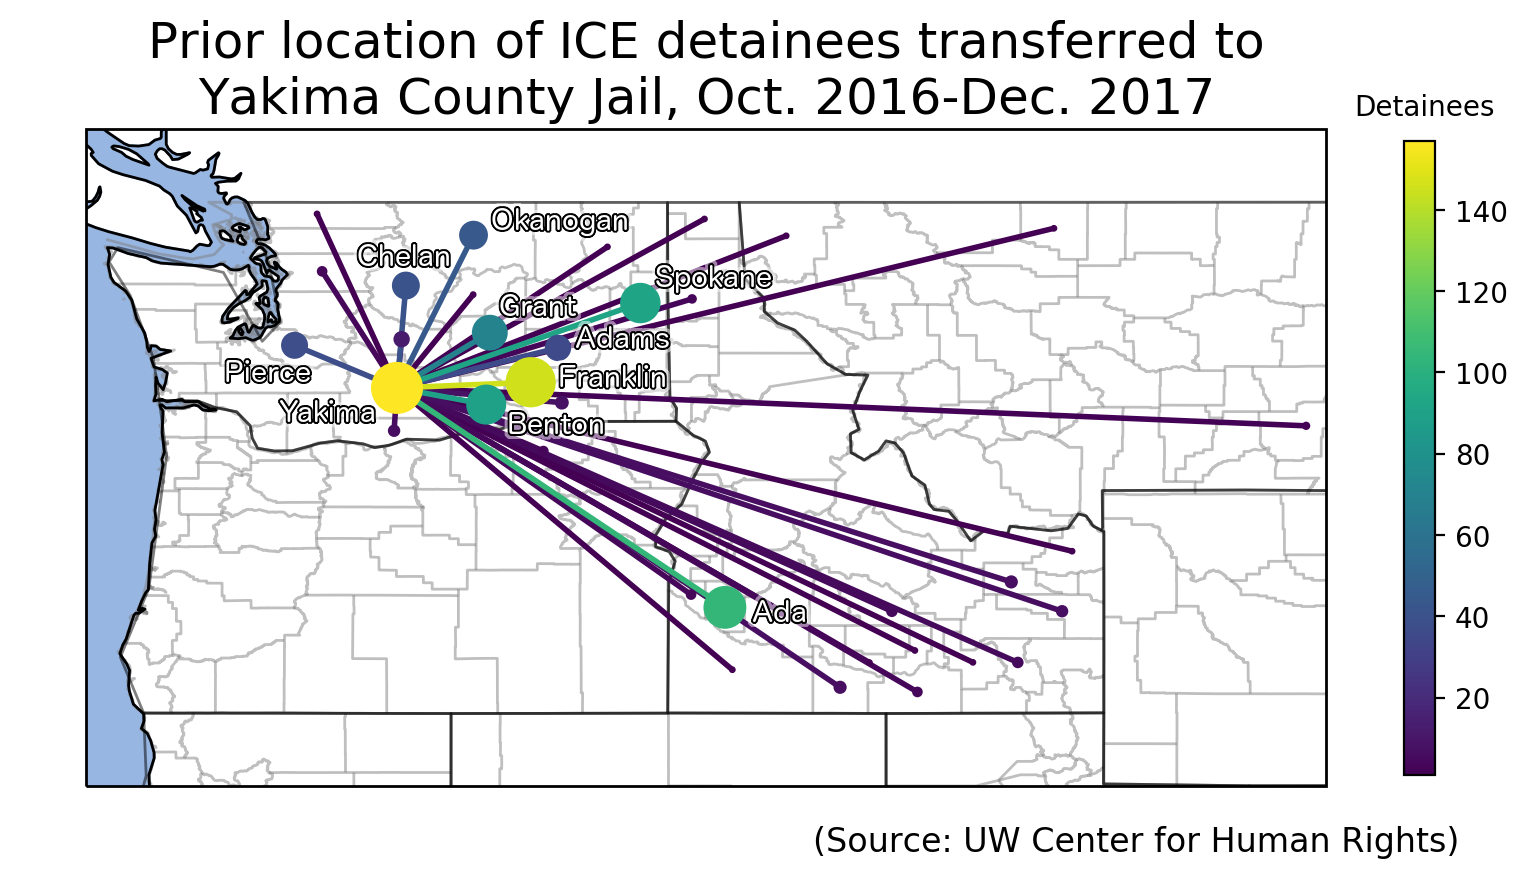 Prior location of ICE detainees transferred to
Yakima County Jail, Oct. 2016-Dec. 2017
Detainees
Okanogan
Chelan
Spokane
Grant
Adams
Pierce
Franklin
Yakima
Benton
Ada
140
120
100
80
60
40
20
(Source: UW Center for Human Rights)